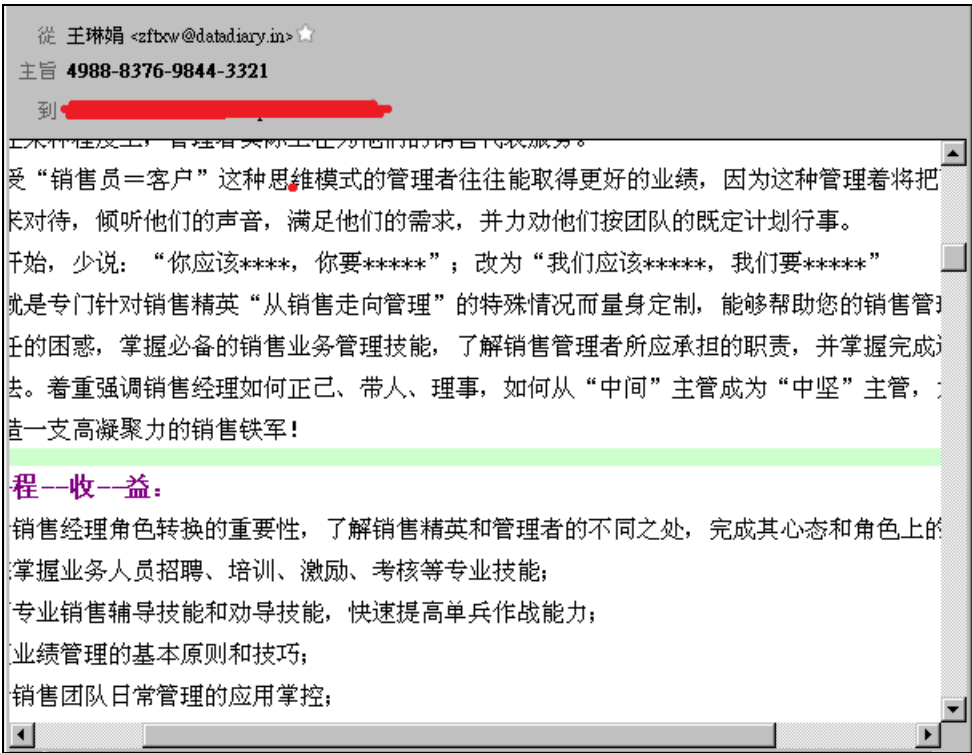 從 王琳娟 <zftxw@datadiary.in>
主旨 4988-8376-9844-3321
到
受“销售员＝客户”这种思维模式的管理者往往能取得更好的业绩，因为这种管理着将把
来对待，倾听他们的声音，满足他们的需求，并力劝他们按团队的既定计划行事。
开始，少说：“你应该****，你要*****”；改为“我们应该*****，我们要*****”
就是专门针对销售精英“从销售走向管理”的特殊情况而量身定制，能够帮助您的销售管
任的困惑，掌握必备的销售业务管理技能，了解销售管理者所应承担的职责，并掌握完成
法。着重强调销售经理如何正己、带人、理事，如何从“中间”主管成为“中坚”主管，
造一支高凝聚力的销售铁军！
程--收--益：
销售经理角色转换的重要性，了解销售精英和管理者的不同之处，完成其心态和角色上的
掌握业务人员招聘、培训、激励、考核等专业技能；
专业销售辅导技能和劝导技能，快速提高单兵作战能力；
业绩管理的基本原则和技巧；
销售团队日常管理的应用掌控；